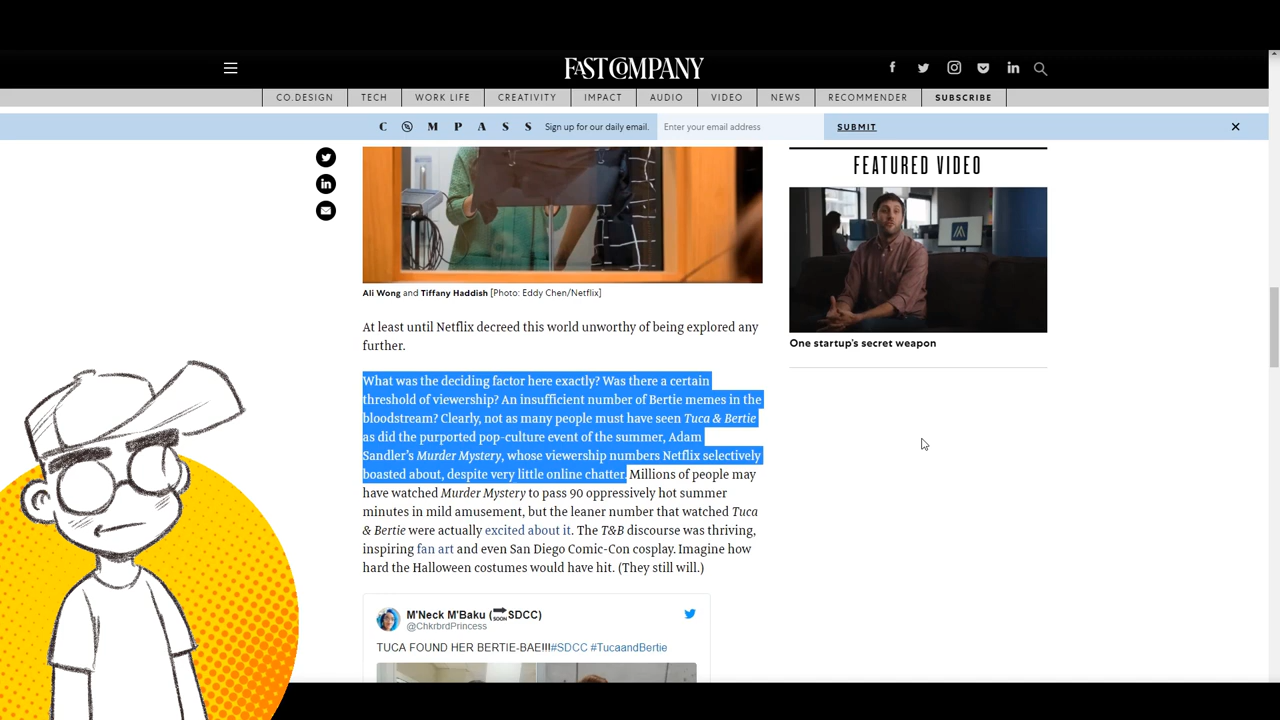 FAST COMPANY
CO.DESIGN TECH WORK LIFE CREATIVITY IMPACT AUDIO VIDEO NEWS RECOMMENDER SUBSCRIBE
C M P A S S Sign up for our daily email. Enter your email address SUBMIT
FEATURED VIDEO
Ali Wong and Tiffany Haddish [Photo: Eddy Chen/Netflix]
At least until Netflix decreed this world unworthy of being explored any
further.
One startup's secret weapon
What was the deciding factor here exactly? Was there a certain
threshold of viewership? An insufficient number of Bertie memes in the
bloodstream? Clearly, not as many people must have seen Tuca & Bertie
as did the purported pop-culture event of the summer, Adam
Sandler's Murder Mystery, whose viewership numbers Netflix selectively
boasted about, despite very little online chatter. Millions of people may
have watched Murder Mystery to pass 90 oppressively hot summer
minutes in mild amusement, but the leaner number that watched Tuca
& Bertie were actually excited about it. The T&B discourse was thriving,
inspiring fan art and even San Diego Comic-Con cosplay. Imagine how
hard the Halloween costumes would have hit. (They still will.)
M'Neck M'Baku (🔜SDCC)
@ChkrbrdPrincess
TUCA FOUND HER BERTIE-BAE!!!#SDCC #TucaandBertie